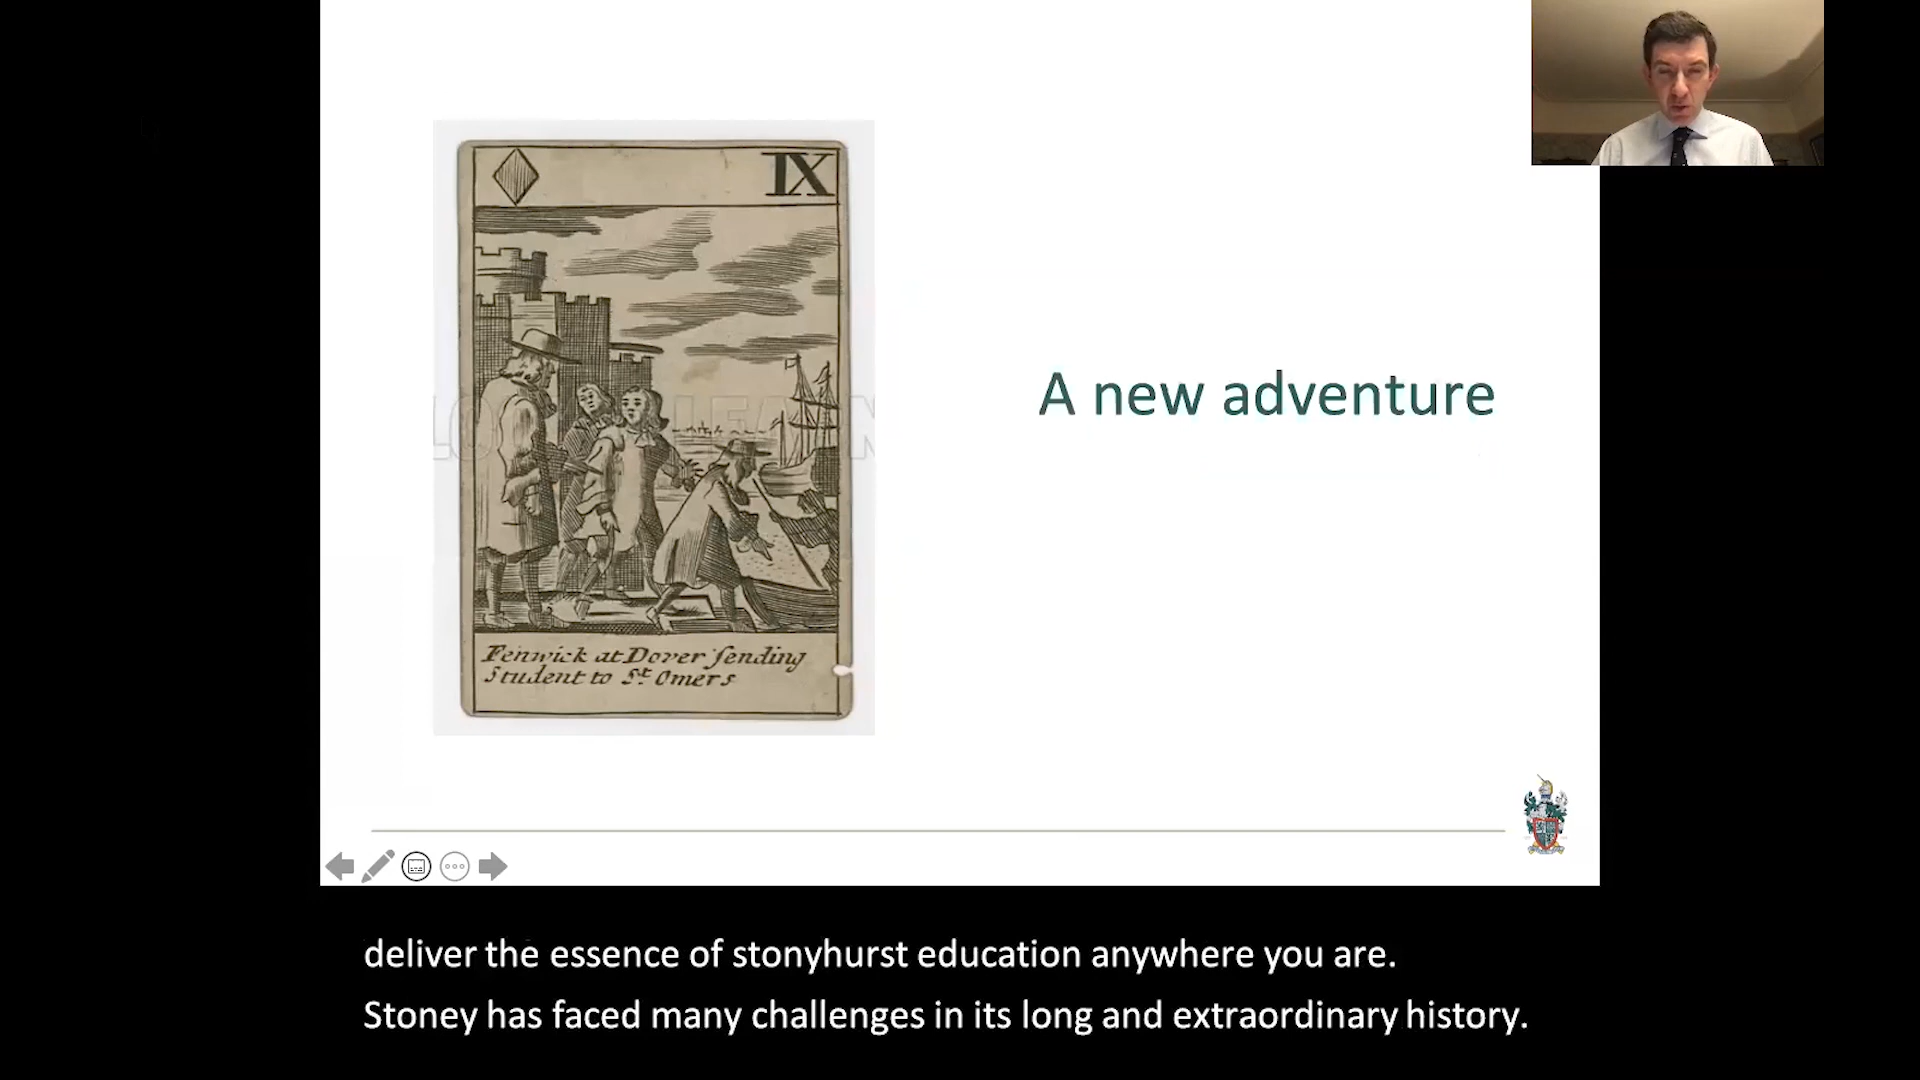 IX
A new adventure
Fenwick at Dover ſending
Student to St. Omers
deliver the essence of stonyhurst education anywhere you are.
Stoney has faced many challenges in its long and extraordinary history.